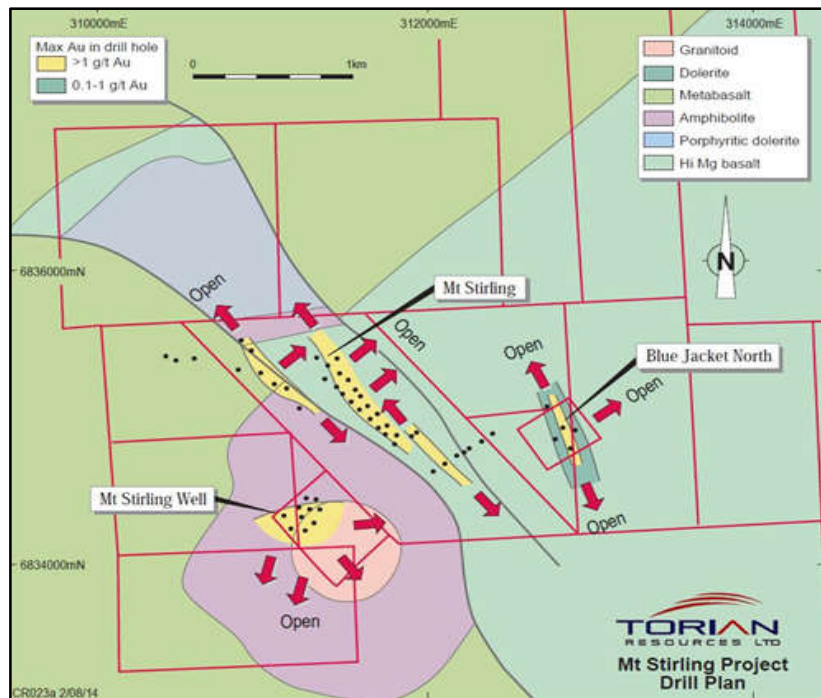 310000mE
312000mE
314000mE
Max Au in drill hole
>1 g/t Au
0.1-1 g/t Au
0
1km
Granitoid
Dolerite
Metabasalt
Amphibolite
Porphyritic dolerite
Hi Mg basalt
N
6836000mN
Open
Mt Stirling
Open
Open
Blue Jacket North
Open
Mt Stirling Well
Open
6834000mN
Open
TORIAN
RESOURCES LTD
Mt Stirling Project
Drill Plan
CR023a 2/08/14